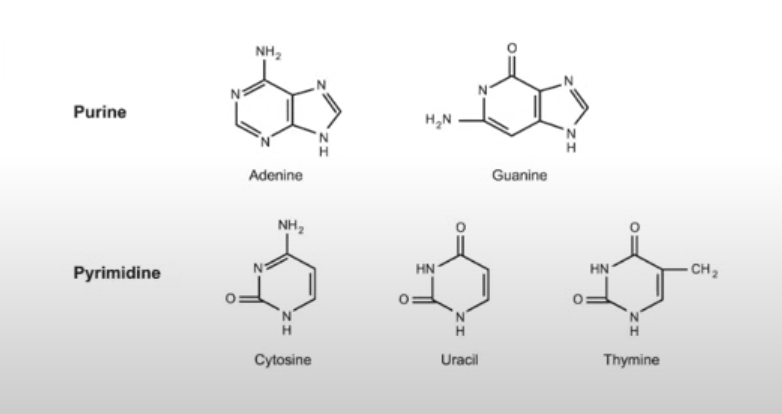 NH₂
O
N
N
N
N
Purine
H₂N
N
N
N
H
H
Adenine
Guanine
NH₂
O
O
Pyrimidine
N
HN
HN
CH₂
O
O
O
N
N
N
H
H
H
Cytosine
Uracil
Thymine